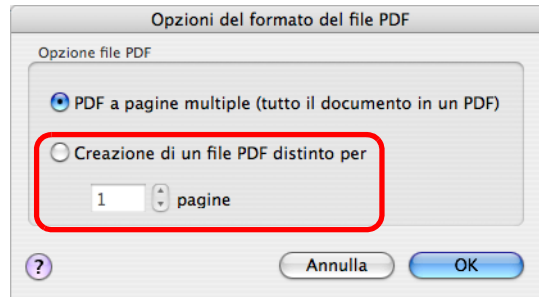 Opzioni del formato del file PDF
Opzione file PDF
PDF a pagine multiple (tutto il documento in un PDF)
Creazione di un file PDF distinto per
1 pagine
? Annulla OK